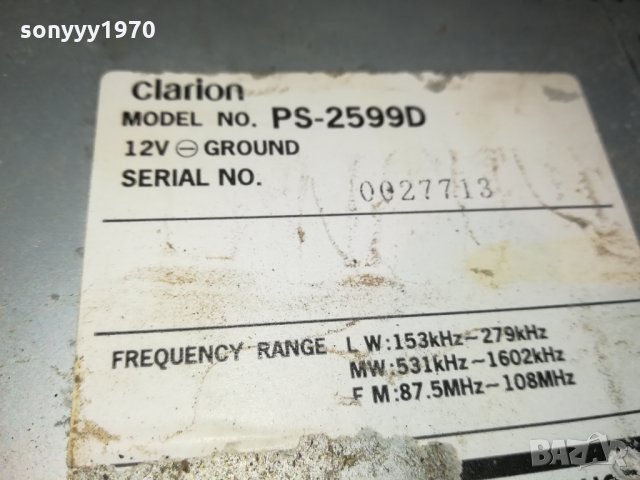 sonyyy1970
Clarion
MODEL NO. PS-2599D
12V ⊖ GROUND
SERIAL NO. 0027713
FREQUENCY RANGE LW:153kHz~279kHz
MW:531kHz~1602kHz
FM:87.5MHz~108MHz
BAZAR